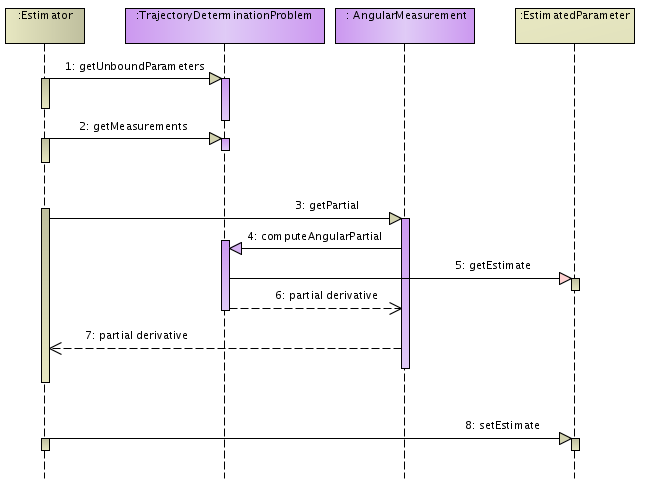 :Estimator
:TrajectoryDeterminationProblem
: AngularMeasurement
:EstimatedParameter
1: getUnboundParameters
2: getMeasurements
3: getPartial
4: computeAngularPartial
5: getEstimate
6: partial derivative
7: partial derivative
8: setEstimate